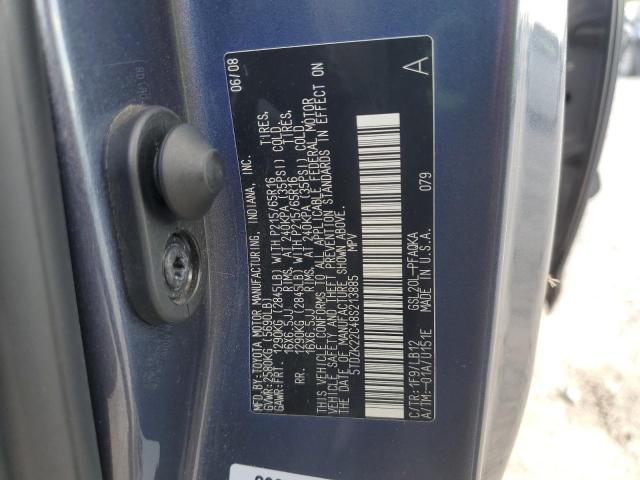 MFD.BY:TOYOTA MOTOR MANUFACTURING, INDIANA, INC. 06/08
GVWR:2580KG(5690LB)
GAWR:FRT. 1290KG(2845LB) WITH P215/65R16 TIRES,
16X6.5JJ RIMS, AT 240KPA(35PSI) COLD.
RR. 1290KG(2845LB) WITH P215/65R16 TIRES,
16X6.5JJ RIMS, AT 240KPA(35PSI) COLD.
THIS VEHICLE CONFORMS TO ALL APPLICABLE FEDERAL MOTOR
VEHICLE SAFETY AND THEFT PREVENTION STANDARDS IN EFFECT ON
THE DATE OF MANUFACTURE SHOWN ABOVE.
5TDZK22C48S213885 MPV
C/TR:1F9/LB12 GSL20L-PFAQKA
A/TM:-01A/U151E MADE IN U.S.A. 079 A